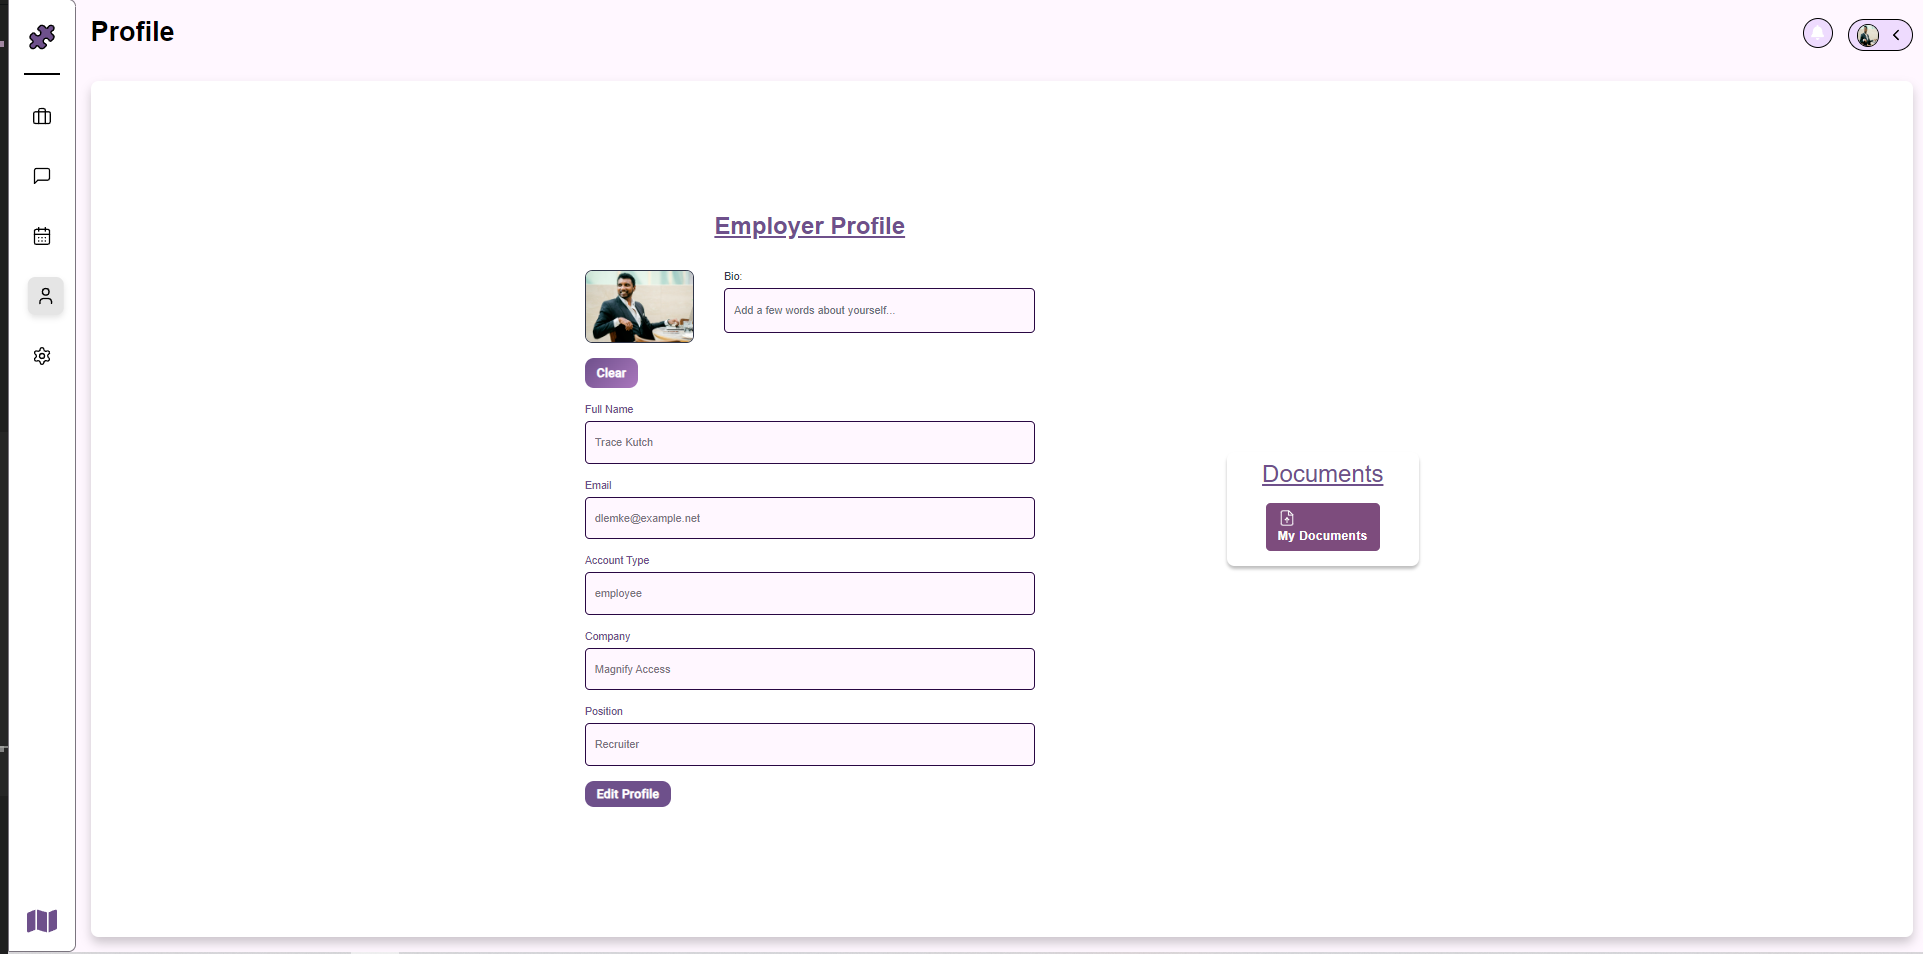 Profile
Employer Profile
Bio:
Add a few words about yourself...
Clear
Full Name
Trace Kutch
Email
dlemke@example.net
Account Type
employee
Company
Magnify Access
Position
Recruiter
Edit Profile
Documents
My Documents